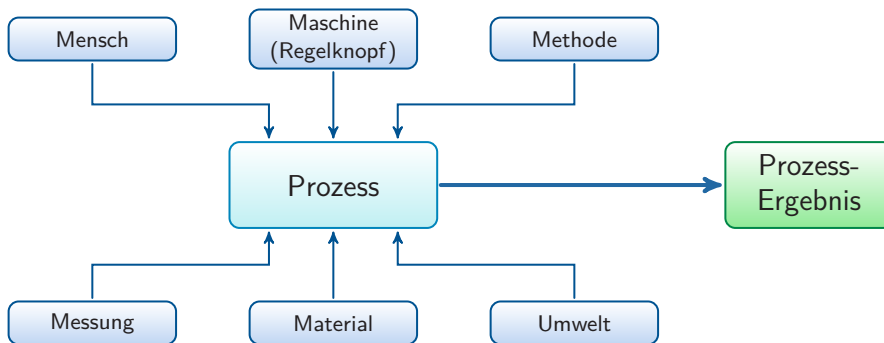 Mensch
Maschine
(Regelknopf)
Methode
Prozess
Prozess-
Ergebnis
Messung
Material
Umwelt